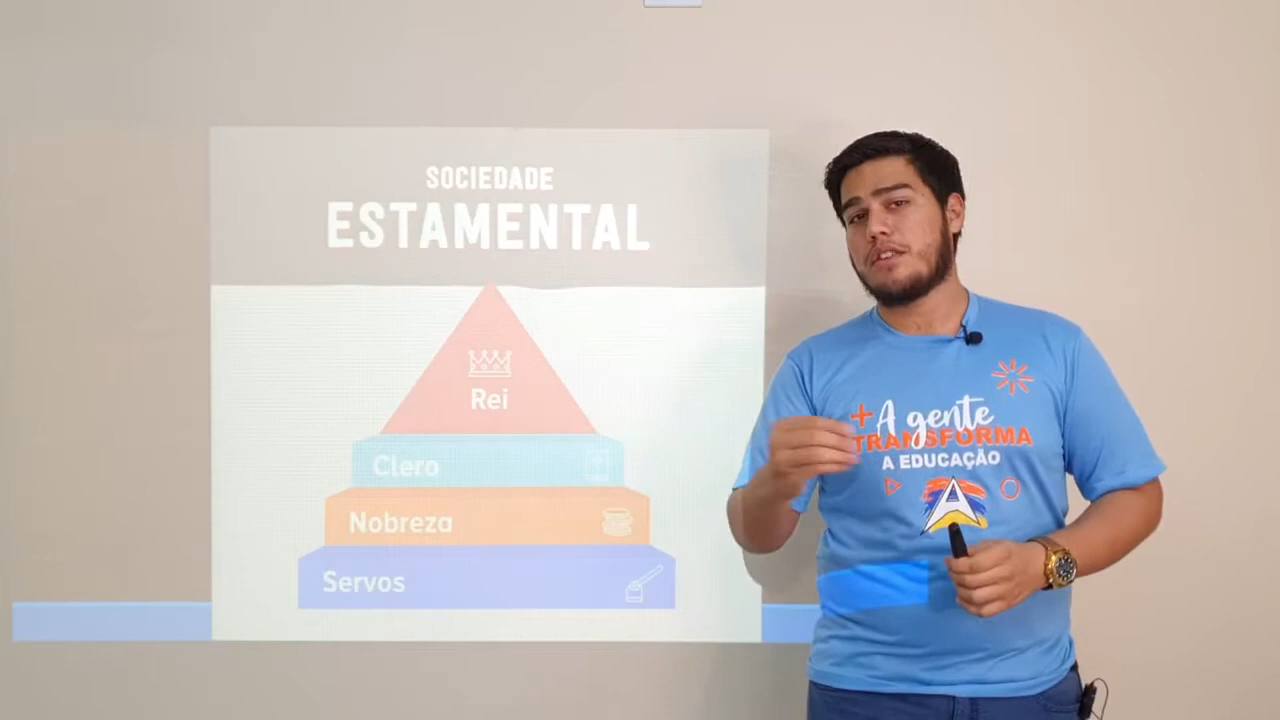 SOCIEDADE
ESTAMENTAL
Rei
Clero
Nobreza
Servos
A gente
TRANSFORMA
A EDUCAÇÃO